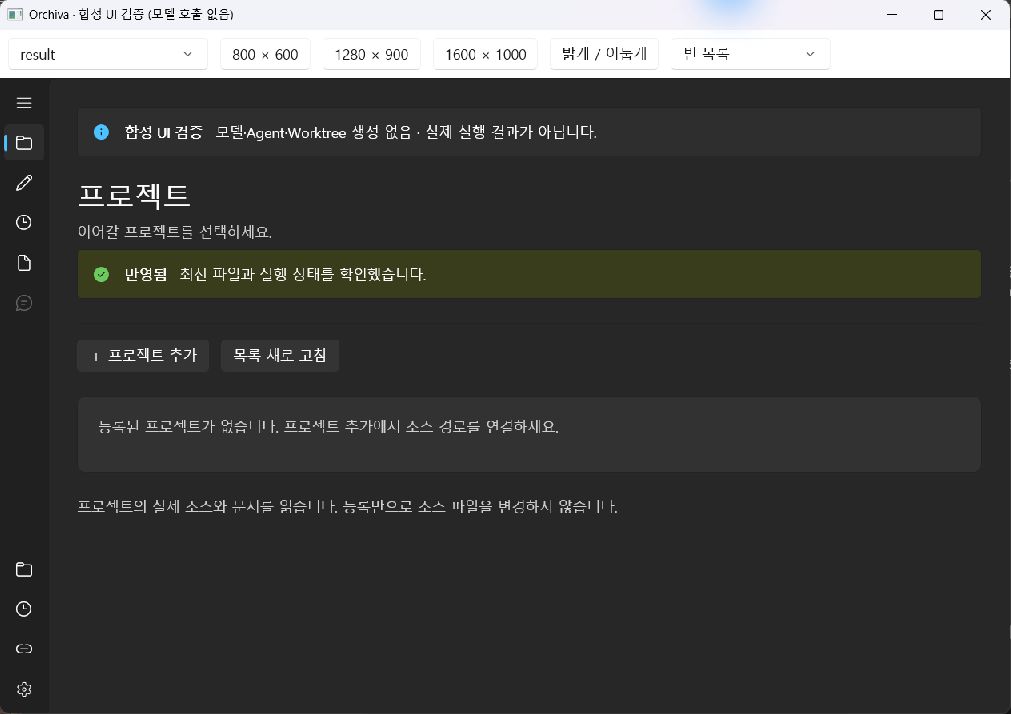 Orchiva · 합성 UI 검증 (모델 호출 없음)
result
800 × 600
1280 × 1000
1600 × 1000
밝게 / 어둡게
빈 목록
합성 UI 검증 모델·Agent·Worktree 생성 없음 · 실제 실행 결과가 아닙니다.
프로젝트
이어갈 프로젝트를 선택하세요.
반영됨 최신 파일과 실행 상태를 확인했습니다.
+ 프로젝트 추가
목록 새로 고침
등록된 프로젝트가 없습니다. 프로젝트 추가에서 소스 경로를 연결하세요.
프로젝트의 실제 소스와 문서를 읽습니다. 등록만으로 소스 파일을 변경하지 않습니다.